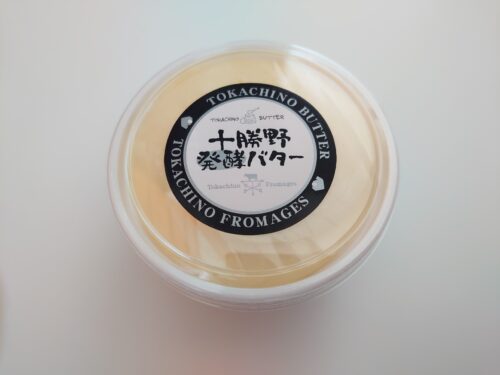 TOKACHINO BUTTER
TOKACHINO BUTTER
十勝野
発酵バター
Tokachino Fromages
TOKACHINO FROMAGES